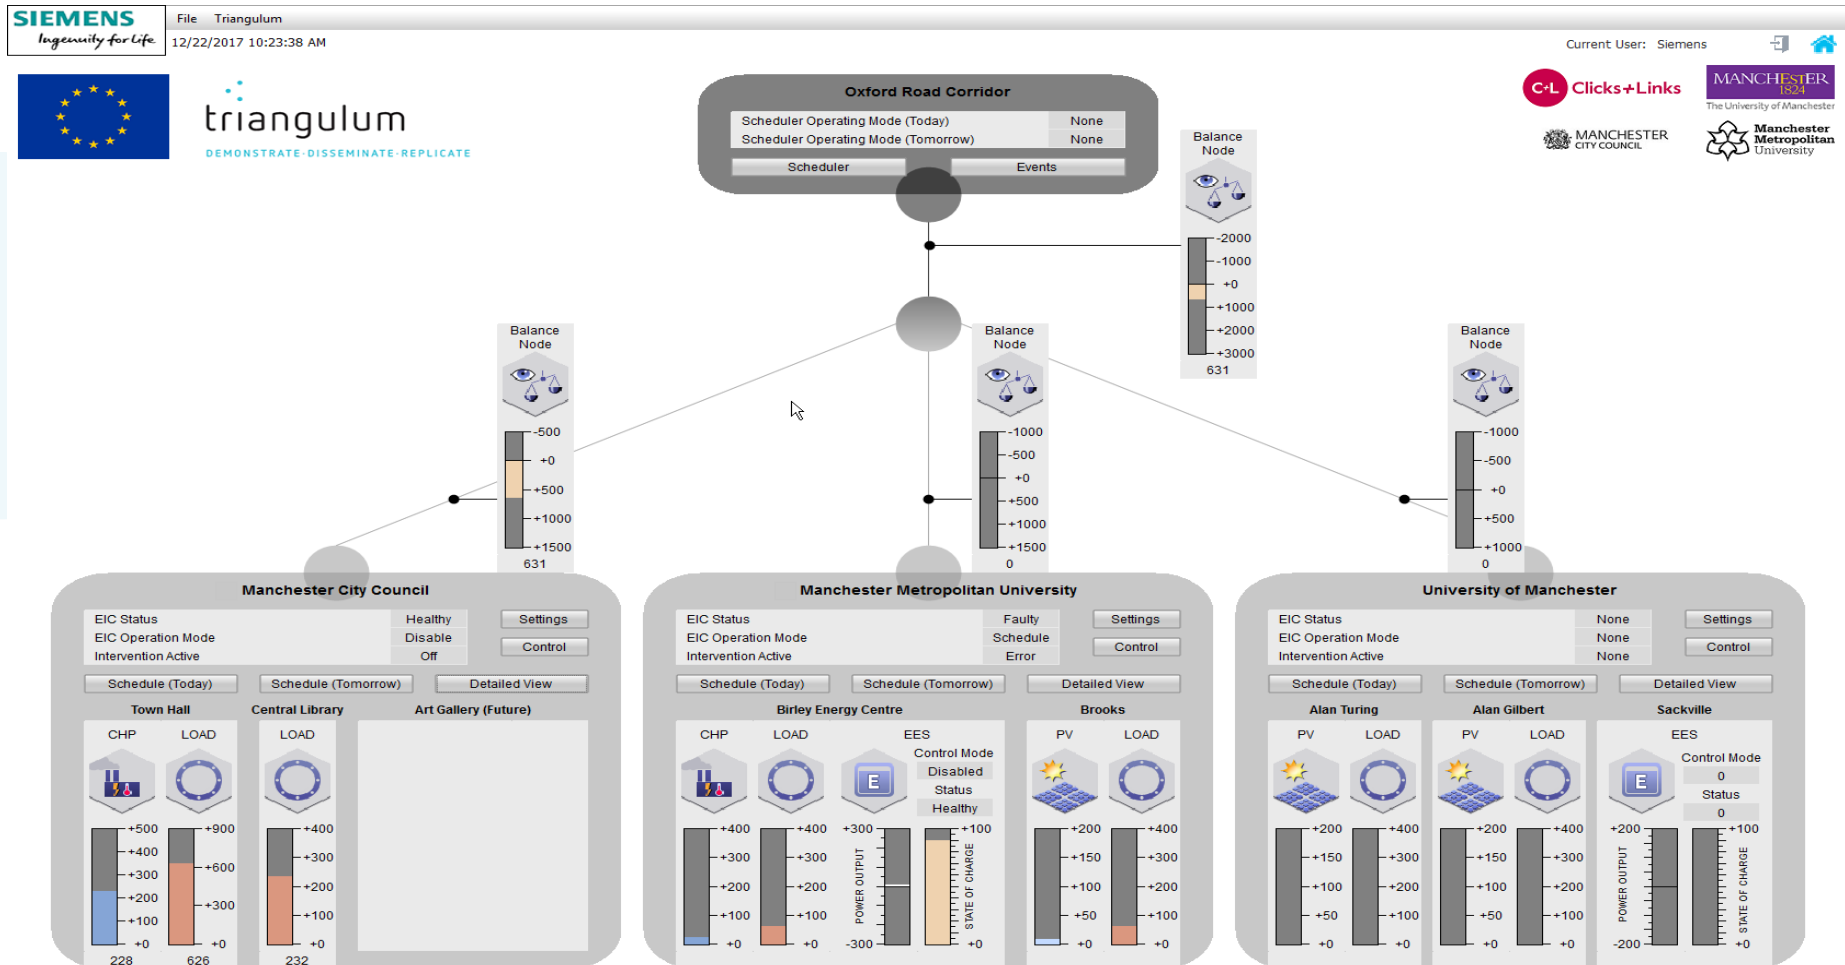 SIEMENS
Ingenuity for Life
File Triangulum
12/22/2017 10:23:38 AM
Current User: Siemens
triangulum
DEMONSTRATE·DISSEMINATE·REPLICATE
C+L Clicks+Links
MANCHESTER
1824
The University of Manchester
MANCHESTER
CITY COUNCIL
Manchester
Metropolitan
University
Oxford Road Corridor
Scheduler Operating Mode (Today) None
Scheduler Operating Mode (Tomorrow) None
Scheduler Events
Balance
Node
-2000
-1000
+0
+1000
+2000
+3000
631
Balance
Node
-500
+0
+500
+1000
+1500
631
Balance
Node
-1000
-500
+0
+500
+1000
+1500
0
Balance
Node
-1000
-500
+0
+500
+1000
0
Manchester City Council
EIC Status Healthy
EIC Operation Mode Disable
Intervention Active Off
Settings
Control
Schedule (Today) Schedule (Tomorrow) Detailed View
Town Hall Central Library Art Gallery (Future)
CHP LOAD LOAD
+500 +900 +400
+400
+300 +600 +300
+200 +300 +200
+100 +100
+0 +0 +0
228 626 232
Manchester Metropolitan University
EIC Status Faulty
EIC Operation Mode Schedule
Intervention Active Error
Settings
Control
Schedule (Today) Schedule (Tomorrow) Detailed View
Birley Energy Centre Brooks
CHP LOAD EES PV LOAD
Control Mode
Disabled
Status
Healthy
E
+400 +400 +300 +100 +200 +400
+300 +300 +150 +300
+200 +200 +100 +200
+100 +100 +50 +100
+0 +0 -300 +0 +0 +0
POWER OUTPUT
STATE OF CHARGE
University of Manchester
EIC Status None
EIC Operation Mode None
Intervention Active None
Settings
Control
Schedule (Today) Schedule (Tomorrow) Detailed View
Alan Turing Alan Gilbert Sackville
PV LOAD PV LOAD EES
Control Mode
0
Status
0
E
+200 +400 +200 +400 +200 +100
+150 +300 +150 +300
+100 +200 +100 +200
+50 +100 +50 +100
+0 +0 +0 +0 -200 +0
POWER OUTPUT
STATE OF CHARGE